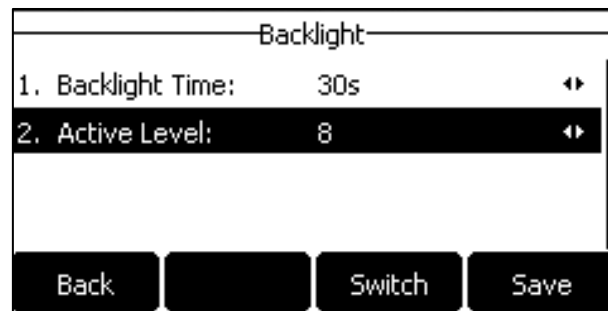 Backlight
1. Backlight Time: 30s
2. Active Level: 8
Back Switch Save